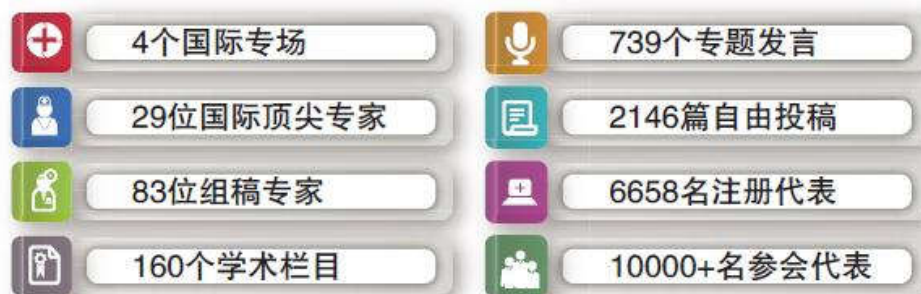 4个国际专场
29位国际顶尖专家
83位组稿专家
160个学术栏目
739个专题发言
2146篇自由投稿
6658名注册代表
10000+名参会代表